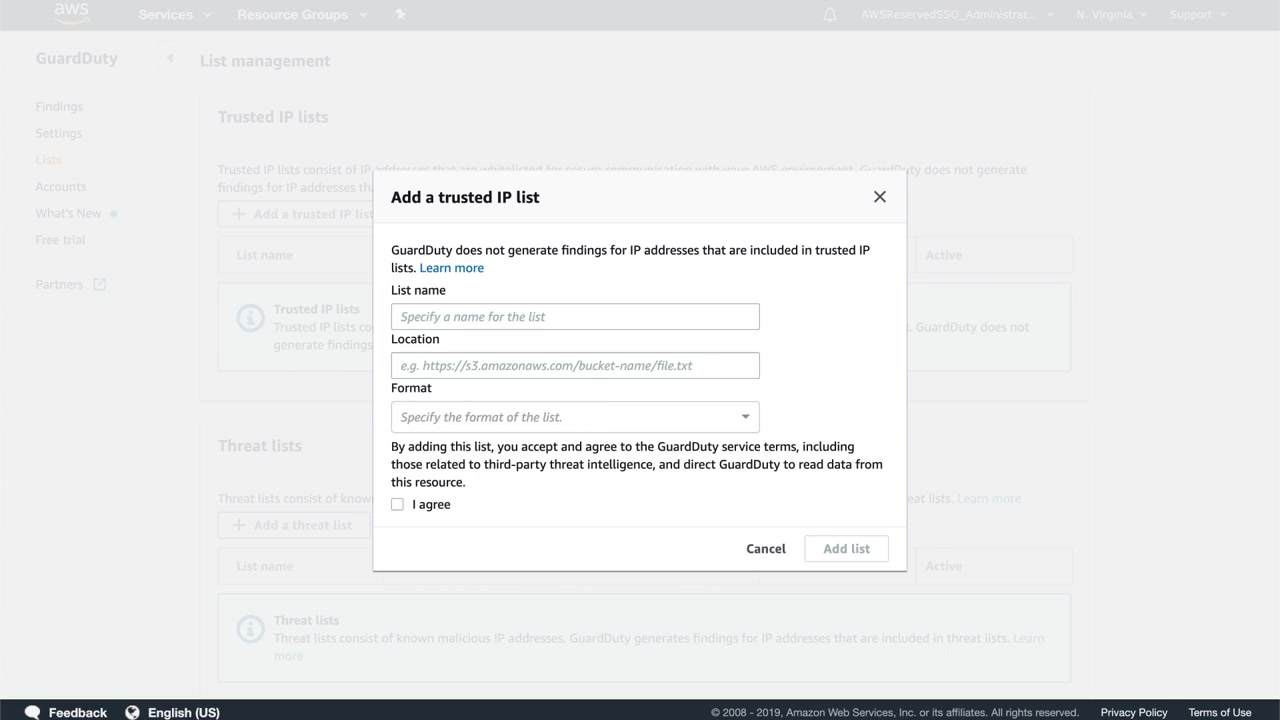 aws
Services
Resource Groups
AWSReservedSSO_Administrat...
N. Virginia
Support
GuardDuty
List management
Findings
Settings
Lists
Accounts
What's New
Free trial
Partners
Trusted IP lists
Trusted IP lists consist of IP addresses that are whitelisted for secure communication with your AWS environment. GuardDuty does not generate
findings for IP addresses tha
Add a trusted IP list
List name
Active
Trusted IP lists
Trusted IP lists co
. GuardDuty does not
generate findings
Add a trusted IP list
GuardDuty does not generate findings for IP addresses that are included in trusted IP
lists. Learn more
List name
Specify a name for the list
Location
e.g. https://s3.amazonaws.com/bucket-name/file.txt
Format
Specify the format of the list.
By adding this list, you accept and agree to the GuardDuty service terms, including
those related to third-party threat intelligence, and direct GuardDuty to read data from
this resource.
I agree
Cancel
Add list
Threat lists
Threat lists consist of know
eat lists. Learn more
Add a threat list
List name
Active
Threat lists
Threat lists consist of known malicious IP addresses. GuardDuty generates findings for IP addresses that are included in threat lists. Learn
more
Feedback
English (US)
© 2008 - 2019, Amazon Web Services, Inc. or its affiliates. All rights reserved.
Privacy Policy
Terms of Use